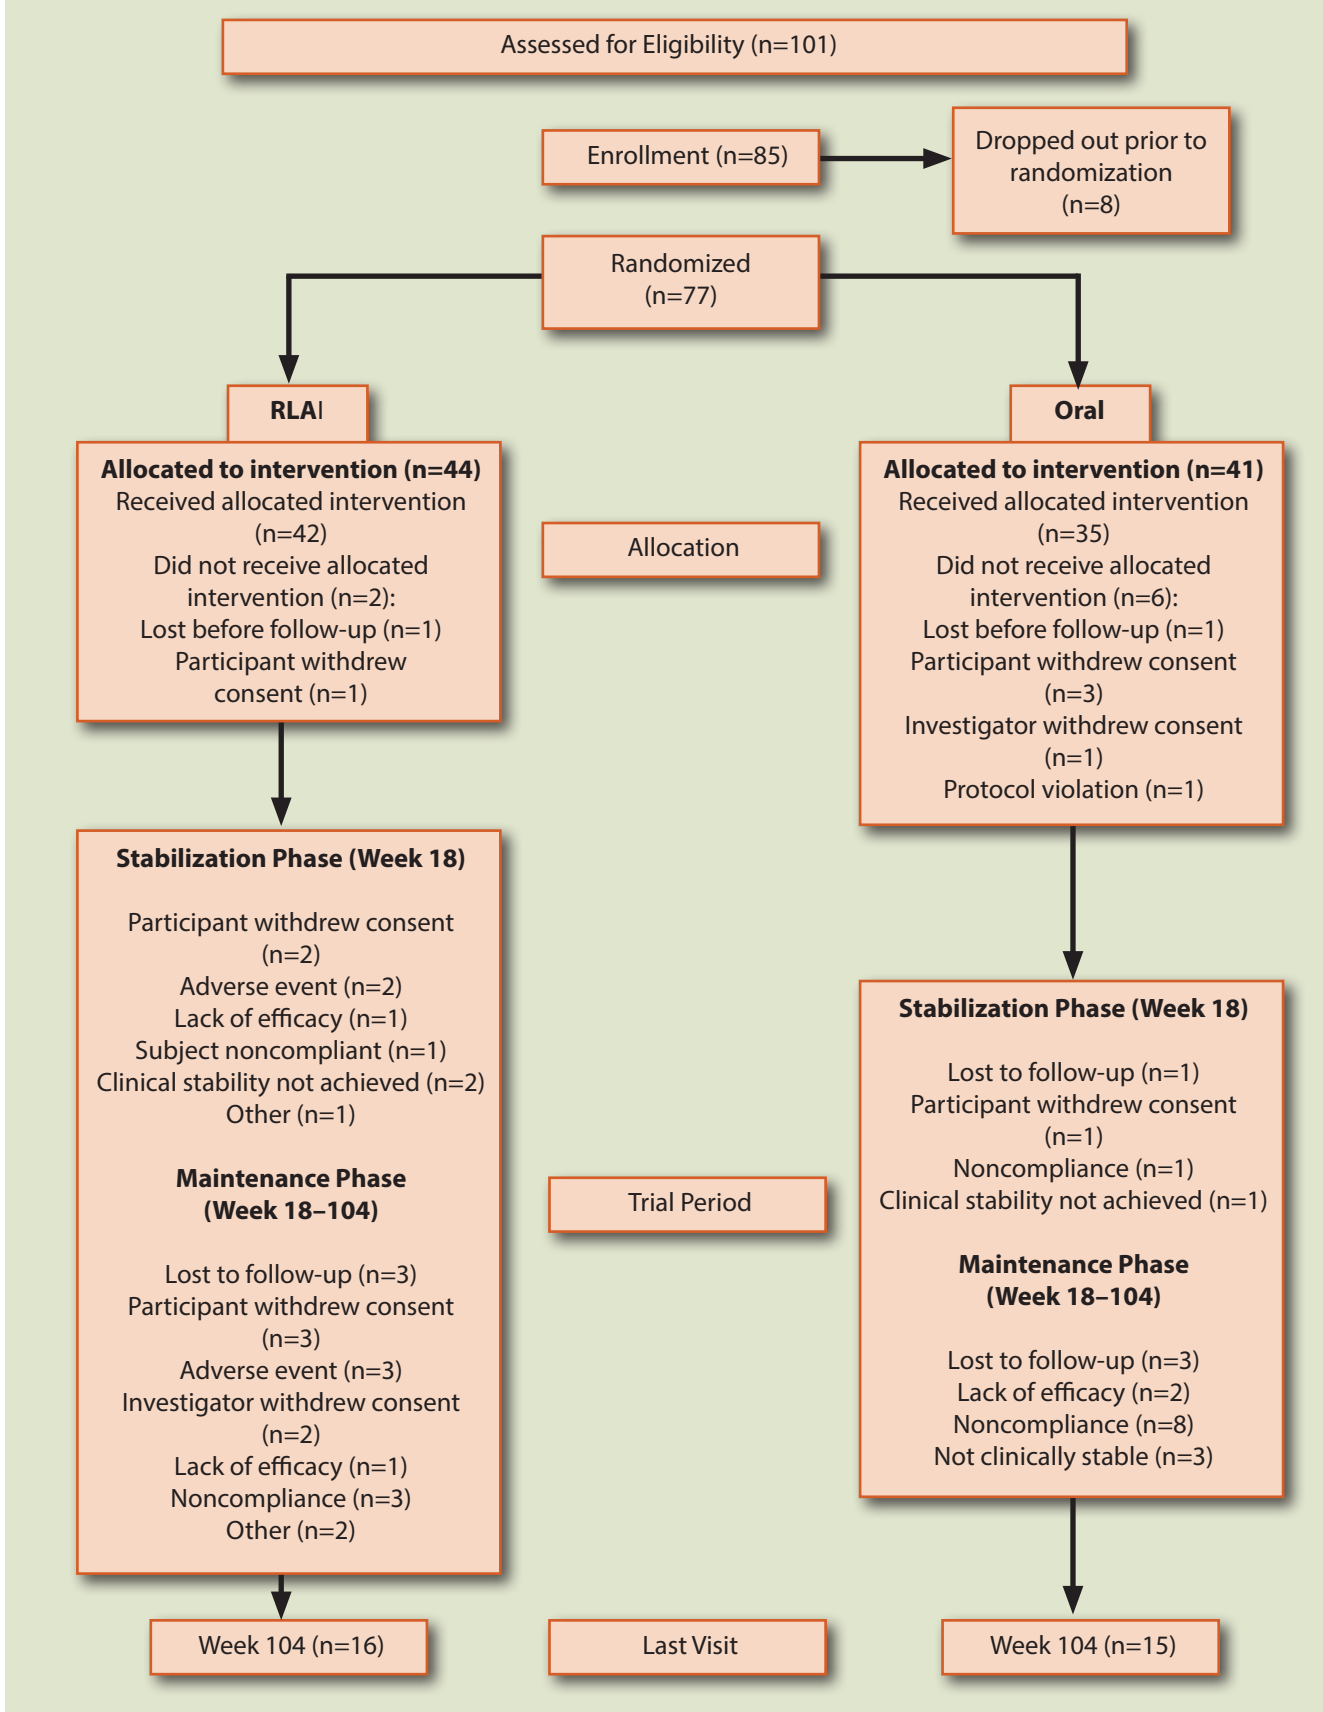 Assessed for Eligibility (n=101)
Enrollment (n=85)
Dropped out prior to
randomization
(n=8)
Randomized
(n=77)
RLAI
Allocated to intervention (n=44)
Received allocated intervention
(n=42)
Did not receive allocated
intervention (n=2):
Lost before follow-up (n=1)
Participant withdrew
consent (n=1)
Oral
Allocated to intervention (n=41)
Received allocated intervention
(n=35)
Did not receive allocated
intervention (n=6):
Lost before follow-up (n=1)
Participant withdrew consent
(n=3)
Investigator withdrew consent
(n=1)
Protocol violation (n=1)
Allocation
Stabilization Phase (Week 18)
Participant withdrew consent
(n=2)
Adverse event (n=2)
Lack of efficacy (n=1)
Subject noncompliant (n=1)
Clinical stability not achieved (n=2)
Other (n=1)
Maintenance Phase
(Week 18–104)
Lost to follow-up (n=3)
Participant withdrew consent
(n=3)
Adverse event (n=3)
Investigator withdrew consent
(n=2)
Lack of efficacy (n=1)
Noncompliance (n=3)
Other (n=2)
Trial Period
Stabilization Phase (Week 18)
Lost to follow-up (n=1)
Participant withdrew consent
(n=1)
Noncompliance (n=1)
Clinical stability not achieved (n=1)
Maintenance Phase
(Week 18–104)
Lost to follow-up (n=3)
Lack of efficacy (n=2)
Noncompliance (n=8)
Not clinically stable (n=3)
Week 104 (n=16)
Last Visit
Week 104 (n=15)